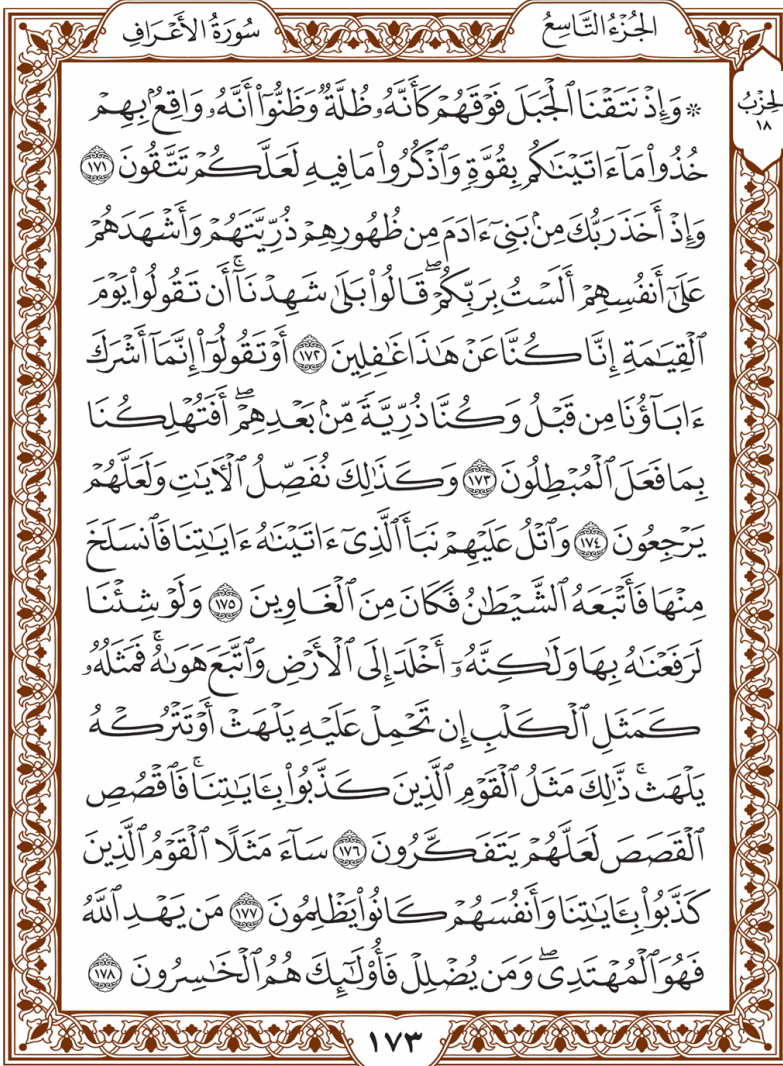 الجُزْءُ التَّاسِعُ
سُورَةُ الأَعْرَافِ
الحِزْبُ
١٨
۞ وَإِذْ نَتَقْنَا ٱلْجَبَلَ فَوْقَهُمْ كَأَنَّهُۥ ظُلَّةٌۭ وَظَنُّوٓا۟ أَنَّهُۥ وَاقِعٌۢ بِهِمْ
خُذُوا۟ مَآ ءَاتَيْنَٰكُم بِقُوَّةٍۢ وَٱذْكُرُوا۟ مَا فِيهِ لَعَلَّكُمْ تَتَّقُونَ ١٧١
وَإِذْ أَخَذَ رَبُّكَ مِنۢ بَنِىٓ ءَادَمَ مِن ظُهُورِهِمْ ذُرِّيَّتَهُمْ وَأَشْهَدَهُمْ
عَلَىٰٓ أَنفُسِهِمْ أَلَسْتُ بِرَبِّكُمْ ۖ قَالُوا۟ بَلَىٰ شَهِدْنَآ ۚ أَن تَقُولُوا۟ يَوْمَ
ٱلْقِيَٰمَةِ إِنَّا كُنَّا عَنْ هَٰذَا غَٰفِلِينَ ١٧٢ أَوْ تَقُولُوٓا۟ إِنَّمَآ أَشْرَكَ
ءَابَآؤُنَا مِن قَبْلُ وَكُنَّا ذُرِّيَّةًۭ مِّنۢ بَعْدِهِمْ ۖ أَفَتُهْلِكُنَا
بِمَا فَعَلَ ٱلْمُبْطِلُونَ ١٧٣ وَكَذَٰلِكَ نُفَصِّلُ ٱلْءَايَٰتِ وَلَعَلَّهُمْ
يَرْجِعُونَ ١٧٤ وَٱتْلُ عَلَيْهِمْ نَبَأَ ٱلَّذِىٓ ءَاتَيْنَٰهُ ءَايَٰتِنَا فَٱنسَلَخَ
مِنْهَا فَأَتْبَعَهُ ٱلشَّيْطَٰنُ فَكَانَ مِنَ ٱلْغَاوِينَ ١٧٥ وَلَوْ شِئْنَا
لَرَفَعْنَٰهُ بِهَا وَلَٰكِنَّهُۥٓ أَخْلَدَ إِلَى ٱلْأَرْضِ وَٱتَّبَعَ هَوَىٰهُ ۚ فَمَثَلُهُۥ
كَمَثَلِ ٱلْكَلْبِ إِن تَحْمِلْ عَلَيْهِ يَلْهَثْ أَوْ تَتْرُكْهُ
يَلْهَث ۚ ذَّٰلِكَ مَثَلُ ٱلْقَوْمِ ٱلَّذِينَ كَذَّبُوا۟ بِـَٔايَٰتِنَا ۚ فَٱقْصُصِ
ٱلْقَصَصَ لَعَلَّهُمْ يَتَفَكَّرُونَ ١٧٦ سَآءَ مَثَلًا ٱلْقَوْمُ ٱلَّذِينَ
كَذَّبُوا۟ بِـَٔايَٰتِنَا وَأَنفُسَهُمْ كَانُوا۟ يَظْلِمُونَ ١٧٧ مَن يَهْدِ ٱللَّهُ
فَهُوَ ٱلْمُهْتَدِى ۖ وَمَن يُضْلِلْ فَأُو۟لَٰٓئِكَ هُمُ ٱلْخَٰسِرُونَ ١٧٨
١٧٣